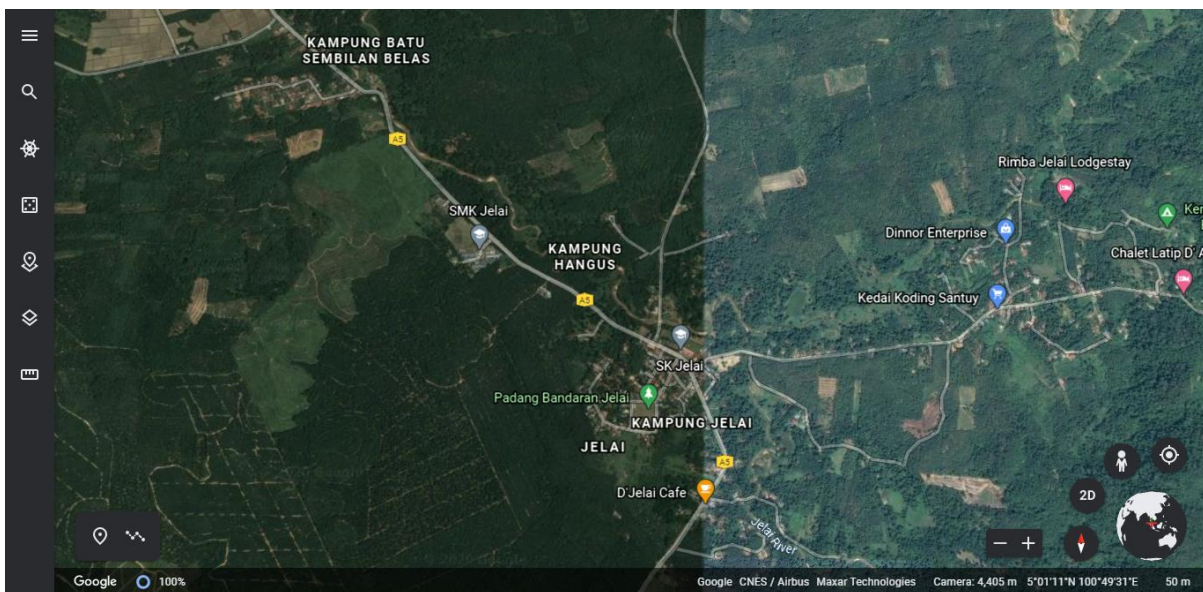 KAMPUNG BATU
SEMBILAN BELAS
A5
Rimba Jelai Lodgestay
SMK Jelai
Dinnor Enterprise
KAMPUNG
HANGUS
Chalet Latip D'
Kedai Koding Santuy
A5
SK Jelai
Padang Bandaran Jelai
KAMPUNG JELAI
JELAI
A5
D'Jelai Cafe
2D
Jelai River
Google
100%
Google CNES / Airbus Maxar Technologies Camera: 4,405 m 5°01'11"N 100°49'31"E 50 m